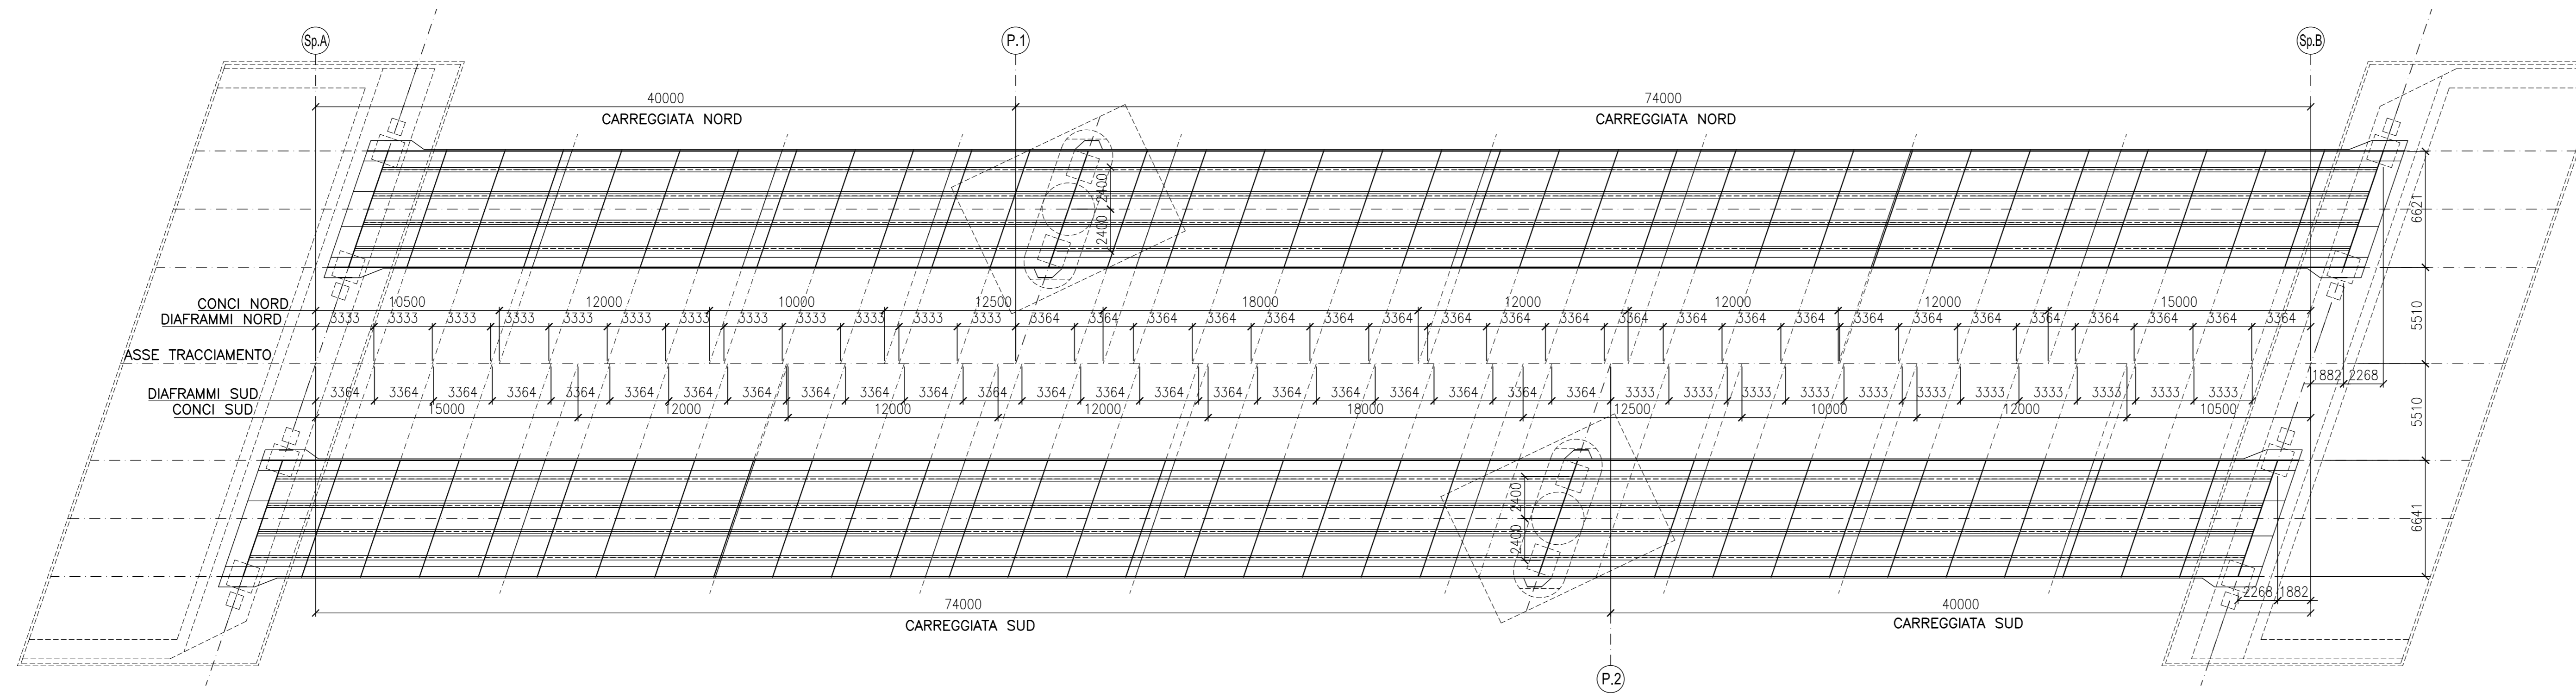 Sp.A
P.1
Sp.B
40000
74000
CARREGGIATA NORD
CARREGGIATA NORD
2400
2400
6621
CONCI NORD 10500 12000 10000 12500 18000 12000 12000 12000 15000
DIAFRAMMI NORD 3333 3333 3333 3333 3333 3333 3333 3333 3333 3333 3333 3333 3364 3364 3364 3364 3364 3364 3364 3364 3364 3364 3364 3364 3364 3364 3364 3364 3364 3364 3364 3364 3364 3364
5510
ASSE TRACCIAMENTO
1882 2268
DIAFRAMMI SUD 3364 3364 3364 3364 3364 3364 3364 3364 3364 3364 3364 3364 3364 3364 3364 3364 3364 3364 3364 3364 3364 3364 3333 3333 3333 3333 3333 3333 3333 3333 3333 3333 3333
CONCI SUD 15000 12000 12000 12000 18000 12500 10000 12000 10500
5510
2400
2400
6641
2268 1882
74000
40000
CARREGGIATA SUD
CARREGGIATA SUD
P.2